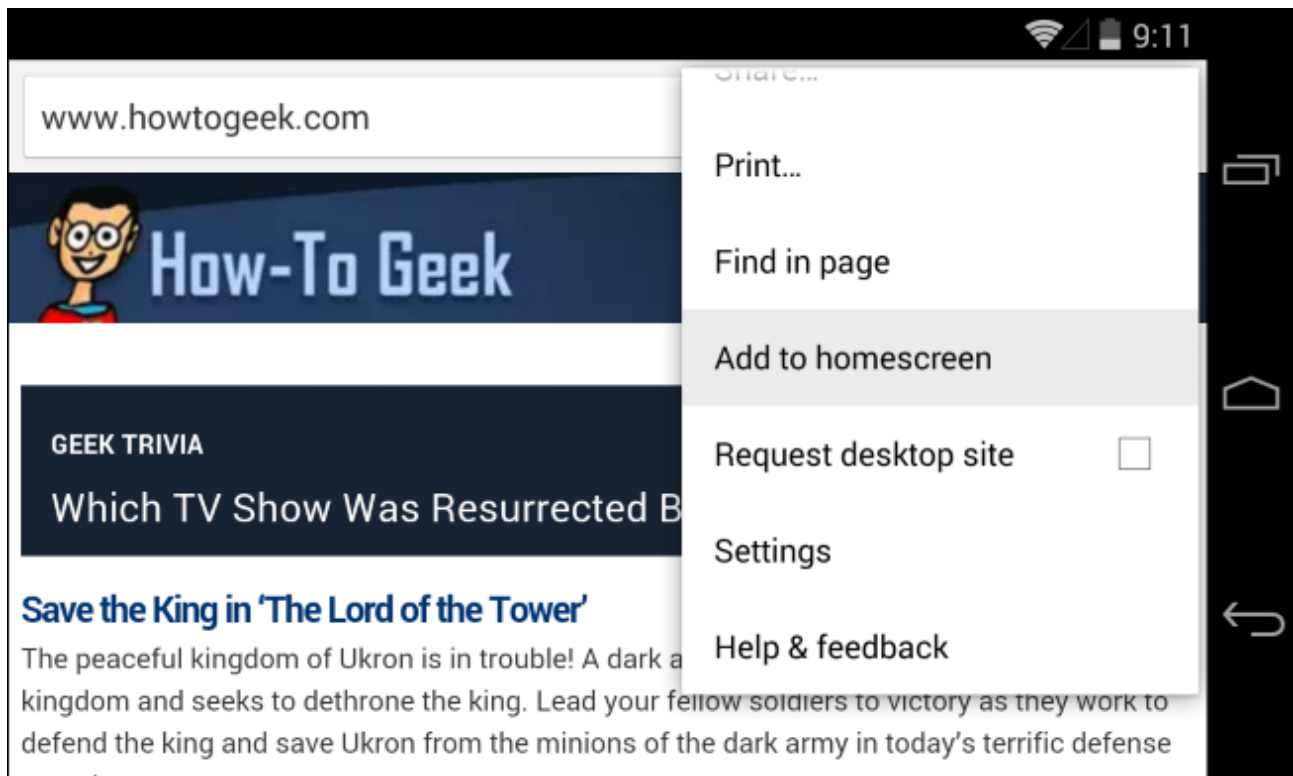 9:11
www.howtogeek.com
Share...
Print...
Find in page
Add to homescreen
Request desktop site
Settings
Help & feedback
How-To Geek
GEEK TRIVIA
Which TV Show Was Resurrected B
Save the King in ‘The Lord of the Tower’
The peaceful kingdom of Ukron is in trouble! A dark a
kingdom and seeks to dethrone the king. Lead your fellow soldiers to victory as they work to
defend the king and save Ukron from the minions of the dark army in today’s terrific defense